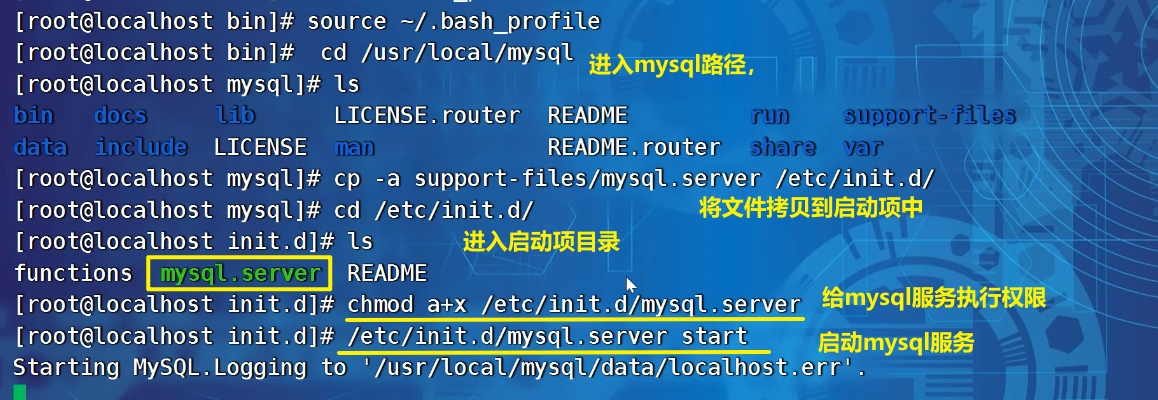 [root@localhost bin]# source ~/.bash_profile
[root@localhost bin]#  cd /usr/local/mysql
进入mysql路径，
[root@localhost mysql]# ls
bin   docs     lib      LICENSE.router  README         run    support-files
data  include  LICENSE  man             README.router  share  var
[root@localhost mysql]# cp -a support-files/mysql.server /etc/init.d/
[root@localhost mysql]# cd /etc/init.d/
将文件拷贝到启动项中
[root@localhost init.d]# ls
进入启动项目录
functions  mysql.server  README
[root@localhost init.d]# chmod a+x /etc/init.d/mysql.server
给mysql服务执行权限
[root@localhost init.d]# /etc/init.d/mysql.server start
启动mysql服务
Starting MySQL.Logging to '/usr/local/mysql/data/localhost.err'.